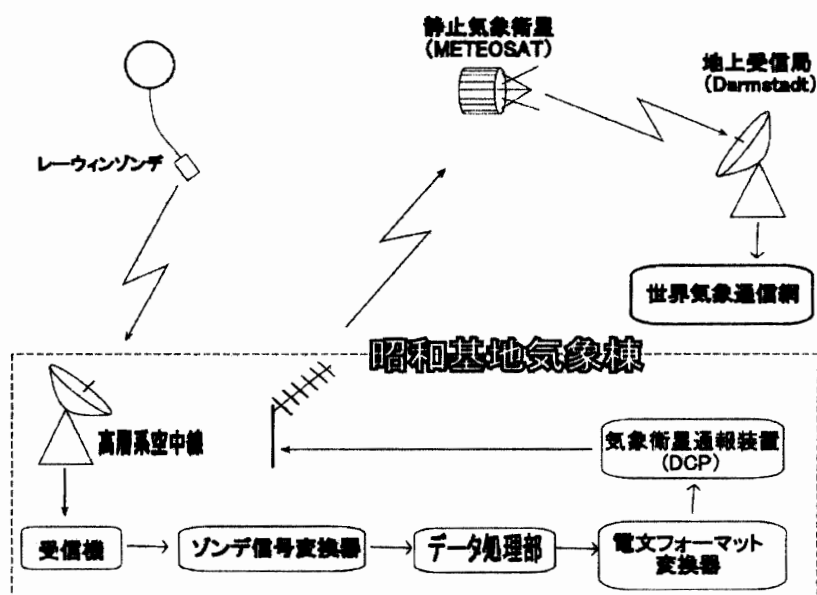 静止気象衛星
(METEOSAT)
地上受信局
(Darmstadt)
レーウィンゾンデ
世界気象通信網
昭和基地気象棟
高層系空中線
気象衛星通報装置
(DCP)
受信機
ゾンデ信号変換器
データ処理部
電文フォーマット
変換器